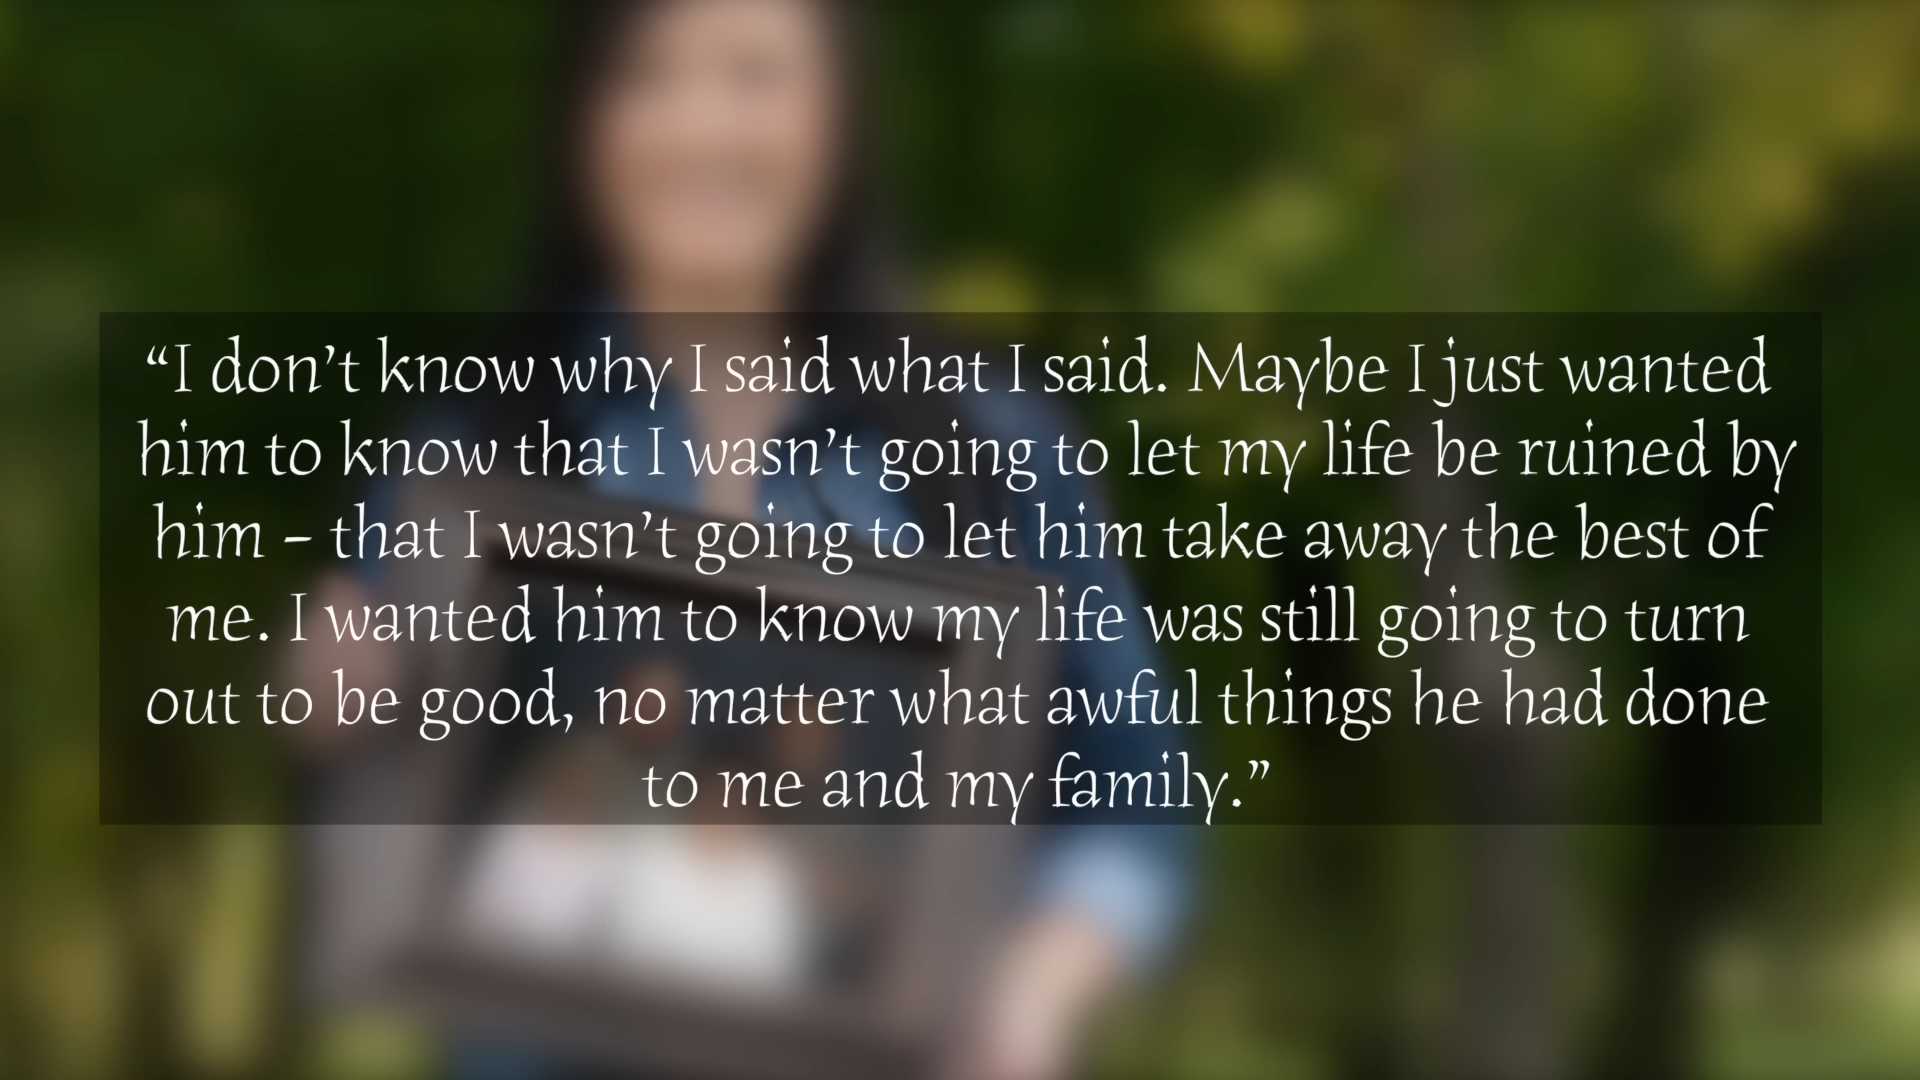 “I don’t know why I said what I said. Maybe I just wanted
him to know that I wasn’t going to let my life be ruined by
him – that I wasn’t going to let him take away the best of
me. I wanted him to know my life was still going to turn
out to be good, no matter what awful things he had done
to me and my family.”